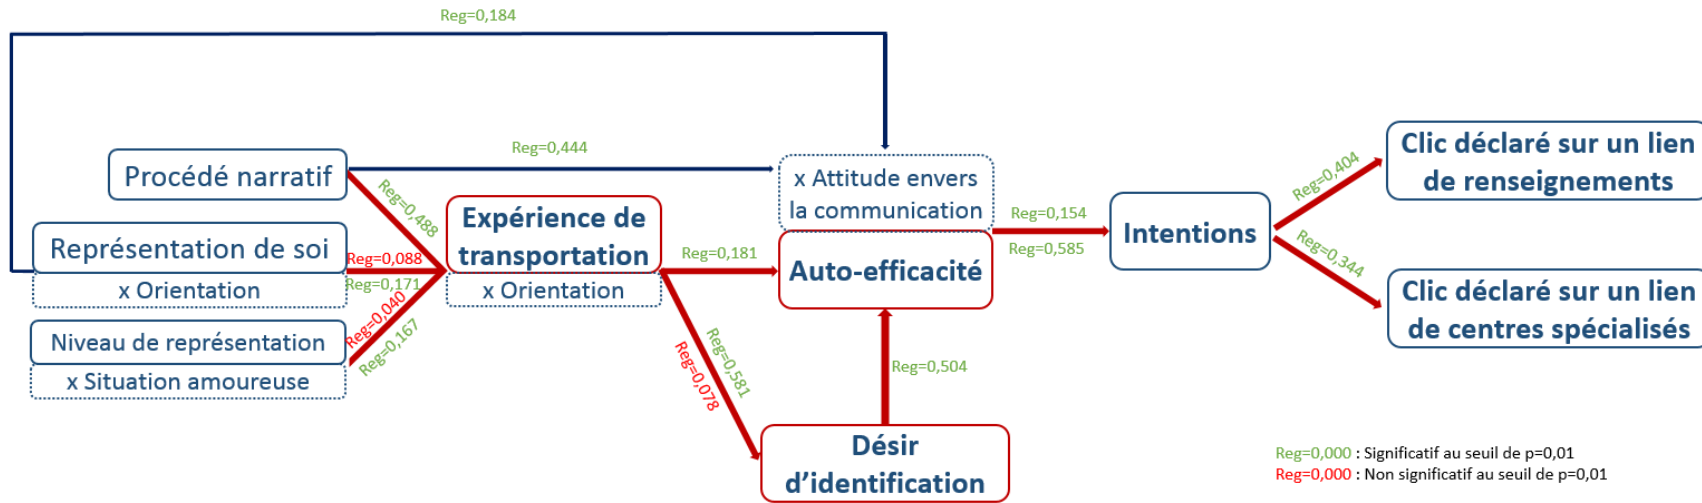 Reg=0,184
Procédé narratif
Reg=0,444
x Attitude envers
la communication
Reg=0,488
Représentation de soi
x Orientation
Reg=0,088
Reg=0,171
Expérience de
transportation
x Orientation
Niveau de représentation
x Situation amoureuse
Reg=0,040
Reg=0,167
Reg=0,181
Auto-efficacité
Reg=0,154
Reg=0,585
Intentions
Reg=0,404
Clic déclaré sur un lien
de renseignements
Reg=0,344
Clic déclaré sur un lien
de centres spécialisés
Reg=0,581
Reg=0,078
Reg=0,504
Désir
d’identification
Reg=0,000 : Significatif au seuil de p=0,01
Reg=0,000 : Non significatif au seuil de p=0,01